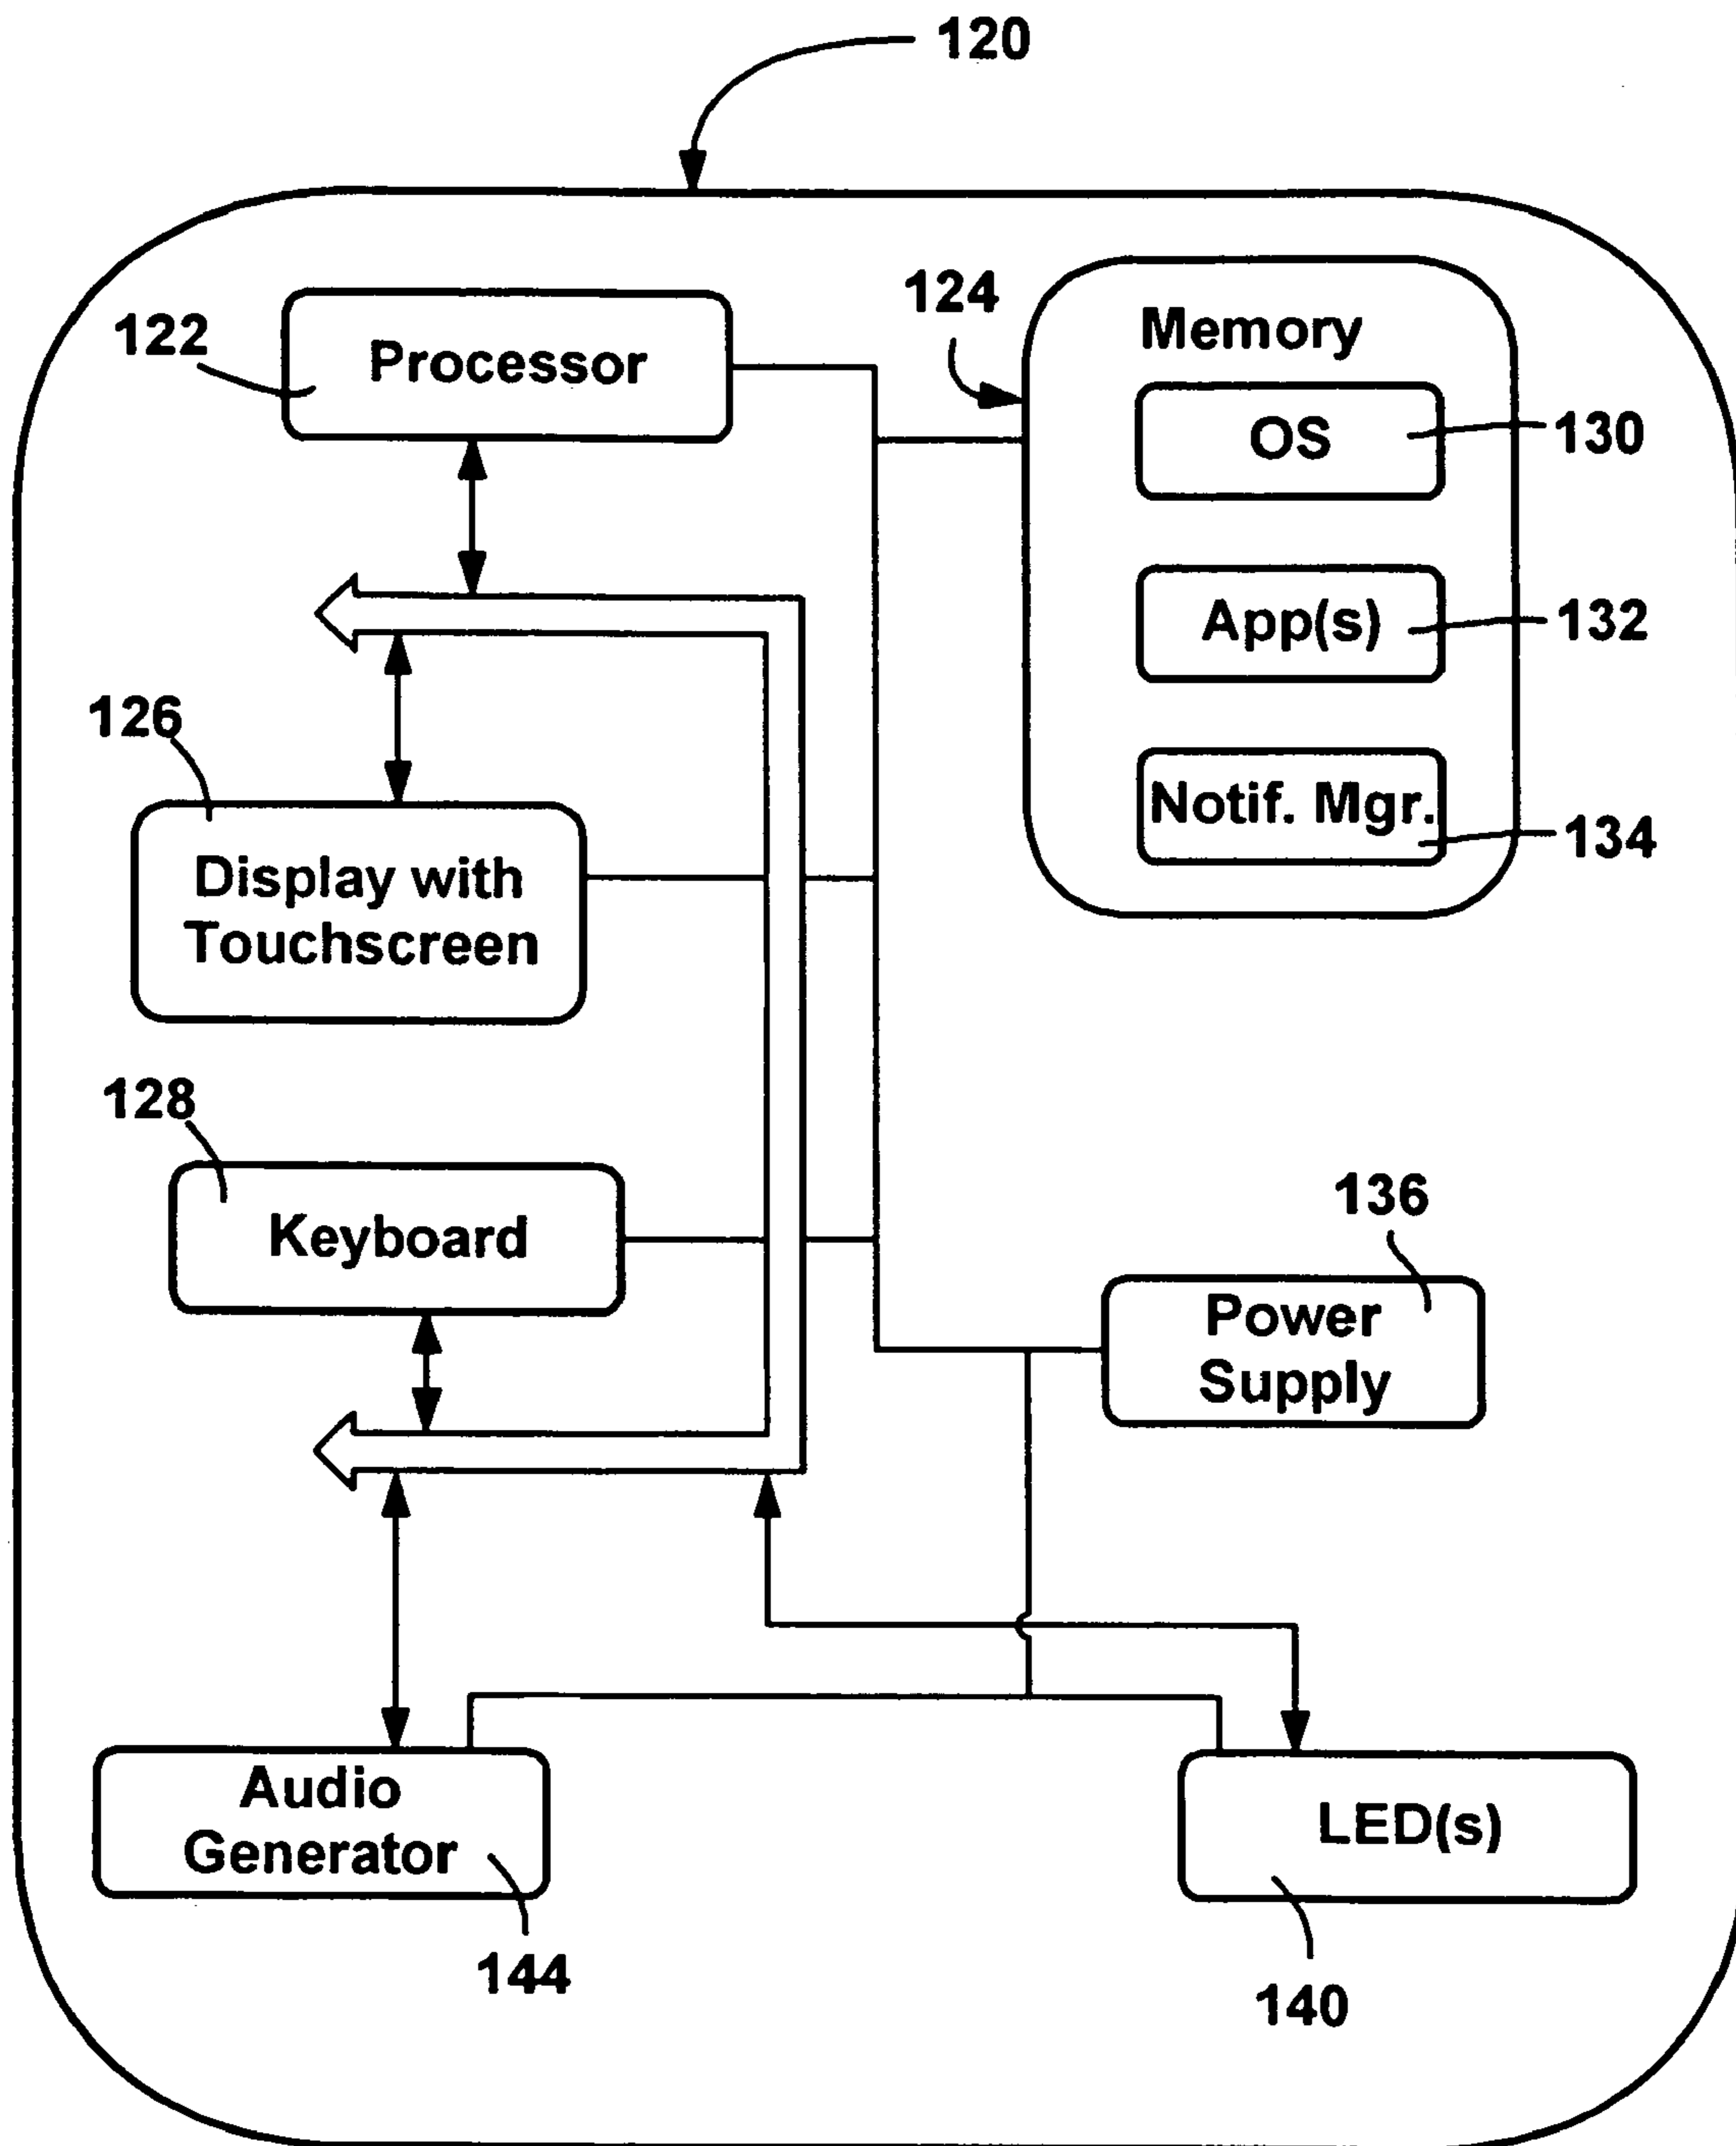 120
124
Memory
122
Processor
OS
130
App(s)
132
126
Notif. Mgr.
134
Display with
Touchscreen
128
Keyboard
136
Power
Supply
Audio
Generator
LED(s)
144
140